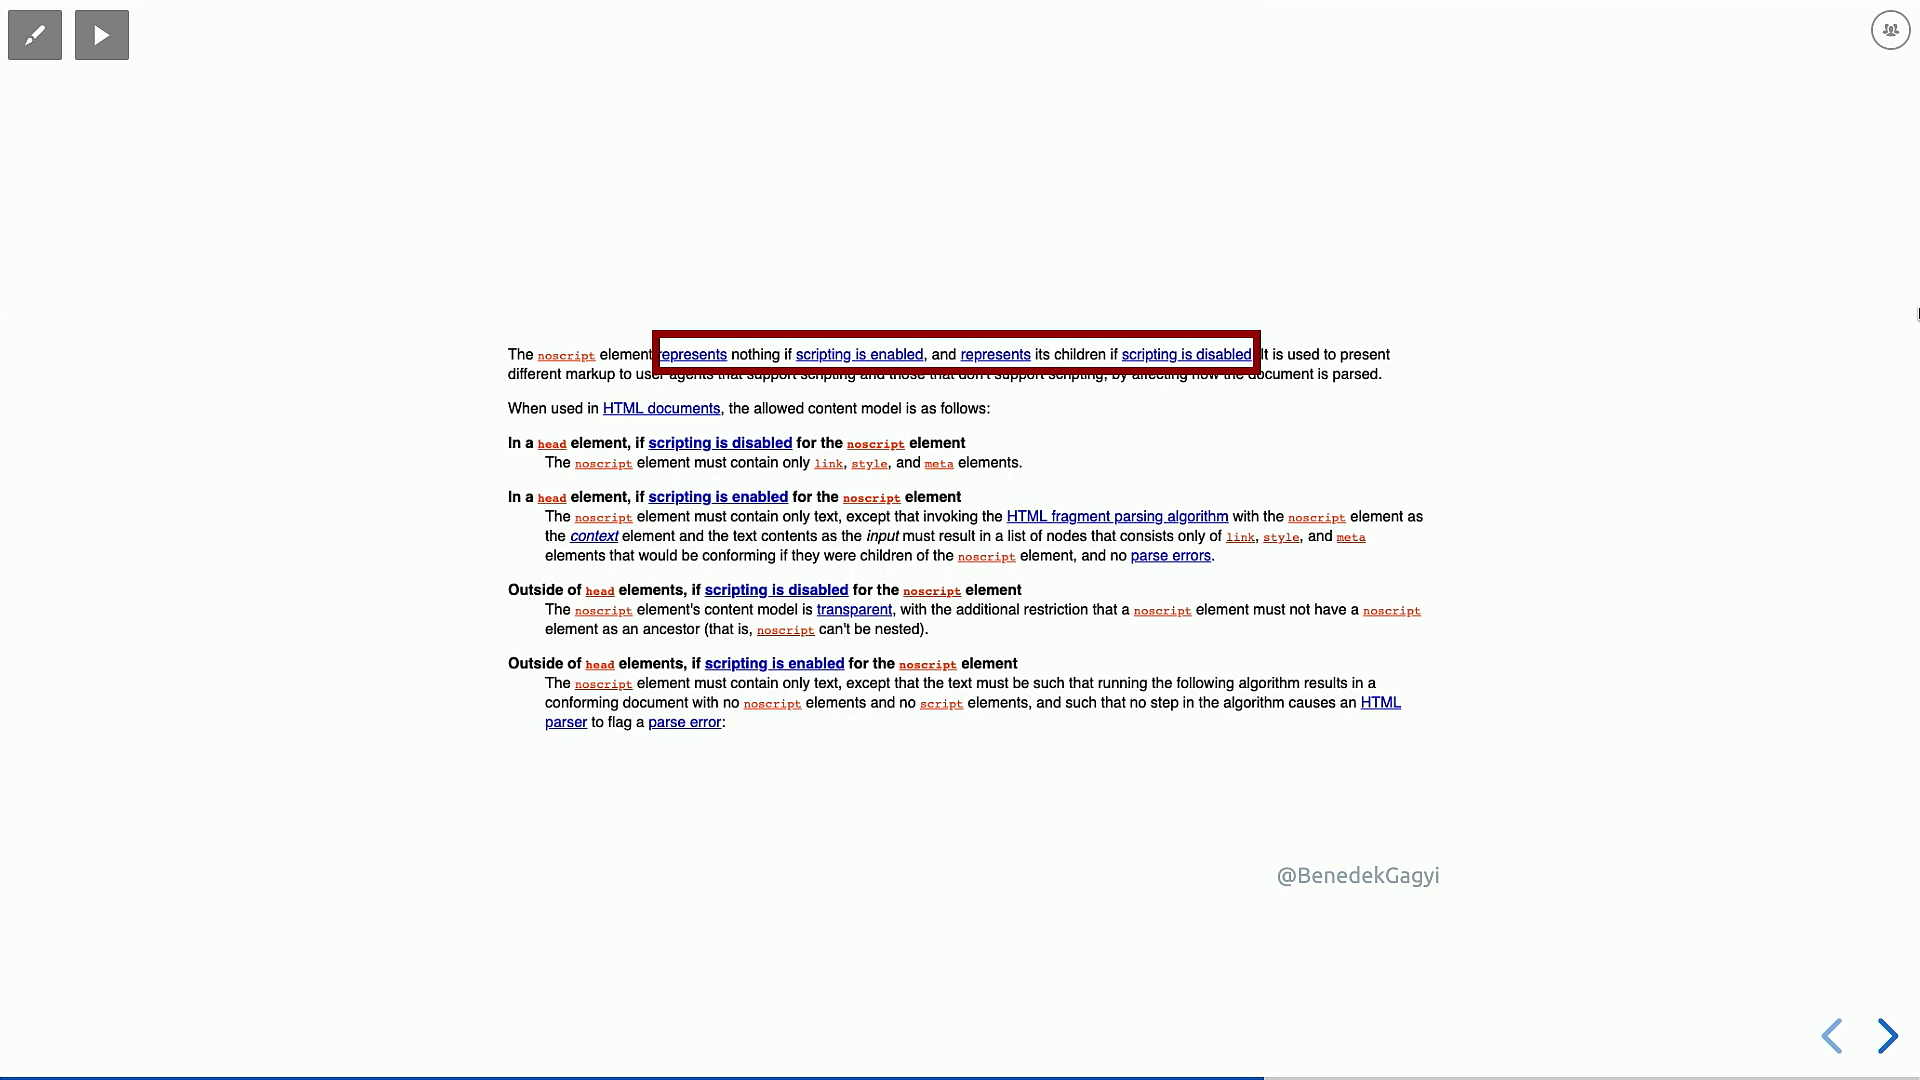 The noscript element represents nothing if scripting is enabled, and represents its children if scripting is disabled. It is used to present
different markup to user agents that support scripting and those that don't support scripting, by affecting how the document is parsed.
When used in HTML documents, the allowed content model is as follows:
In a head element, if scripting is disabled for the noscript element
The noscript element must contain only link, style, and meta elements.
In a head element, if scripting is enabled for the noscript element
The noscript element must contain only text, except that invoking the HTML fragment parsing algorithm with the noscript element as
the context element and the text contents as the input must result in a list of nodes that consists only of link, style, and meta
elements that would be conforming if they were children of the noscript element, and no parse errors.
Outside of head elements, if scripting is disabled for the noscript element
The noscript element's content model is transparent, with the additional restriction that a noscript element must not have a noscript
element as an ancestor (that is, noscript can't be nested).
Outside of head elements, if scripting is enabled for the noscript element
The noscript element must contain only text, except that the text must be such that running the following algorithm results in a
conforming document with no noscript elements and no script elements, and such that no step in the algorithm causes an HTML
parser to flag a parse error:
@BenedekGagyi